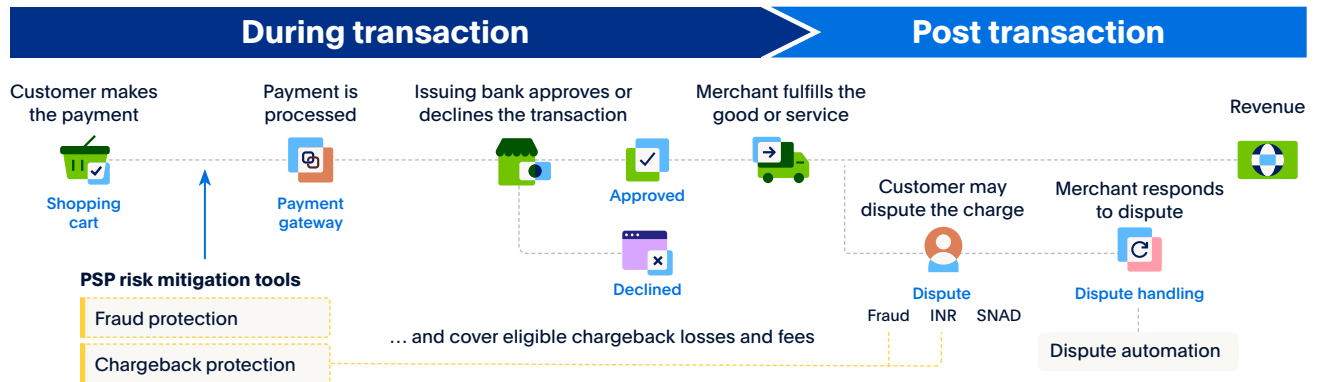 During transaction
Post transaction
Customer makes
the payment
Payment is
processed
Issuing bank approves or
declines the transaction
Merchant fulfills the
good or service
Revenue
Shopping
cart
Payment
gateway
Approved
Declined
Customer may
dispute the charge
Merchant responds
to dispute
Dispute
Fraud INR SNAD
Dispute handling
Dispute automation
PSP risk mitigation tools
Fraud protection
Chargeback protection
… and cover eligible chargeback losses and fees